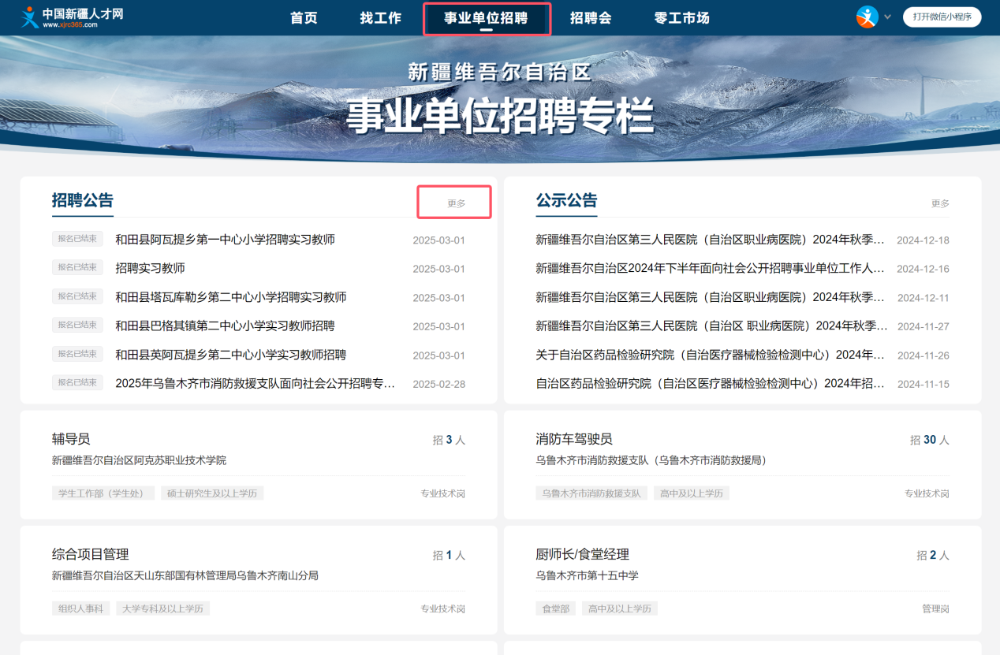 中国新疆人才网
www.xjrc365.com
首页 找工作 事业单位招聘 招聘会 零工市场 打开微信小程序
新疆维吾尔自治区
事业单位招聘专栏
招聘公告 更多
报名已结束 和田县阿瓦提乡第一中心小学招聘实习教师 2025-03-01
报名已结束 招聘实习教师 2025-03-01
报名已结束 和田县塔瓦库勒乡第二中心小学招聘实习教师 2025-03-01
报名已结束 和田县巴格其镇第二中心小学实习教师招聘 2025-03-01
报名已结束 和田县英阿瓦提乡第二中心小学实习教师招聘 2025-03-01
报名已结束 2025年乌鲁木齐市消防救援支队面向社会公开招聘专… 2025-02-28
公示公告 更多
新疆维吾尔自治区第三人民医院（自治区职业病医院）2024年秋季… 2024-12-18
新疆维吾尔自治区2024年下半年面向社会公开招聘事业单位工作人… 2024-12-16
新疆维吾尔自治区第三人民医院（自治区职业病医院）2024年秋季… 2024-12-11
新疆维吾尔自治区第三人民医院（自治区 职业病医院）2024年秋季… 2024-11-27
关于自治区药品检验研究院（自治医疗器械检验检测中心）2024年… 2024-11-26
自治区药品检验研究院（自治区医疗器械检验检测中心）2024年招… 2024-11-15
辅导员 招 3 人
新疆维吾尔自治区阿克苏职业技术学院
学生工作部（学生处） 硕士研究生及以上学历 专业技术岗
消防车驾驶员 招 30 人
乌鲁木齐市消防救援支队（乌鲁木齐市消防救援局）
乌鲁木齐市消防救援支队 高中及以上学历 专业技术岗
综合项目管理 招 1 人
新疆维吾尔自治区天山东部国有林管理局乌鲁木齐南山分局
组织人事科 大学专科及以上学历 专业技术岗
厨师长/食堂经理 招 2 人
乌鲁木齐市第十五中学
食堂部 高中及以上学历 管理岗